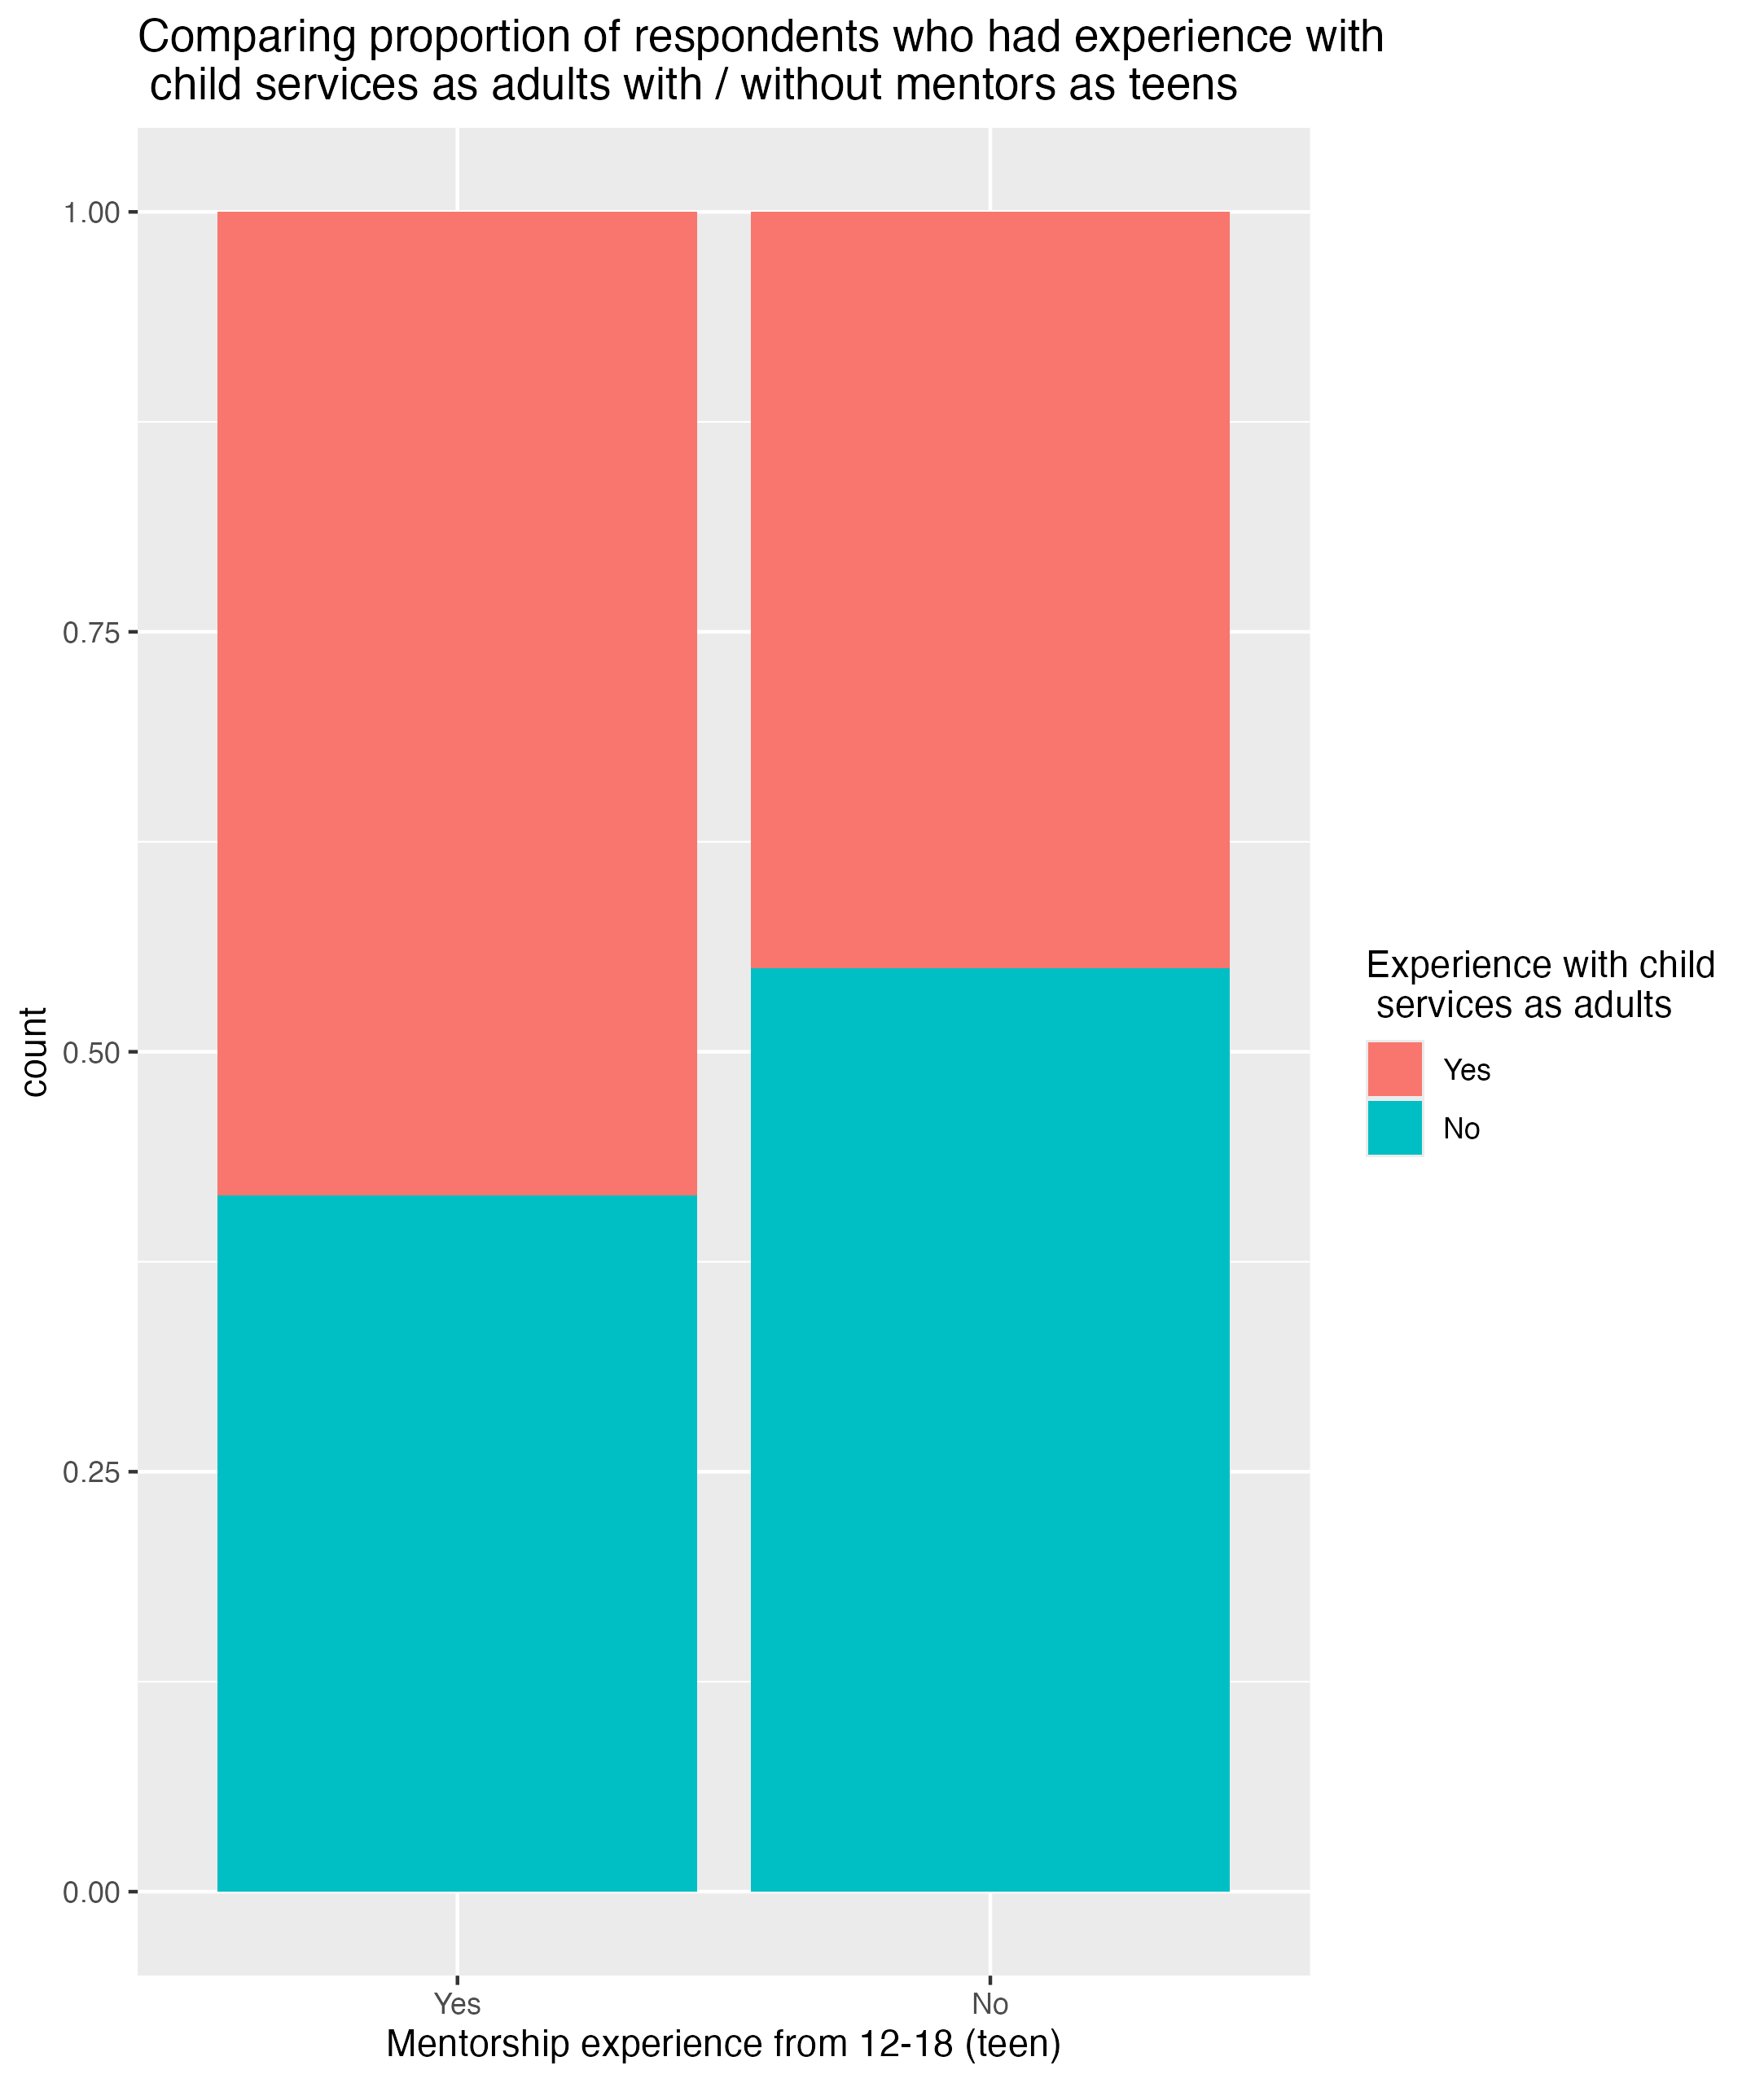 Comparing proportion of respondents who had experience with
child services as adults with / without mentors as teens
1.00
0.75
0.50
0.25
0.00
count
Yes
No
Mentorship experience from 12-18 (teen)
Experience with child
services as adults
Yes
No